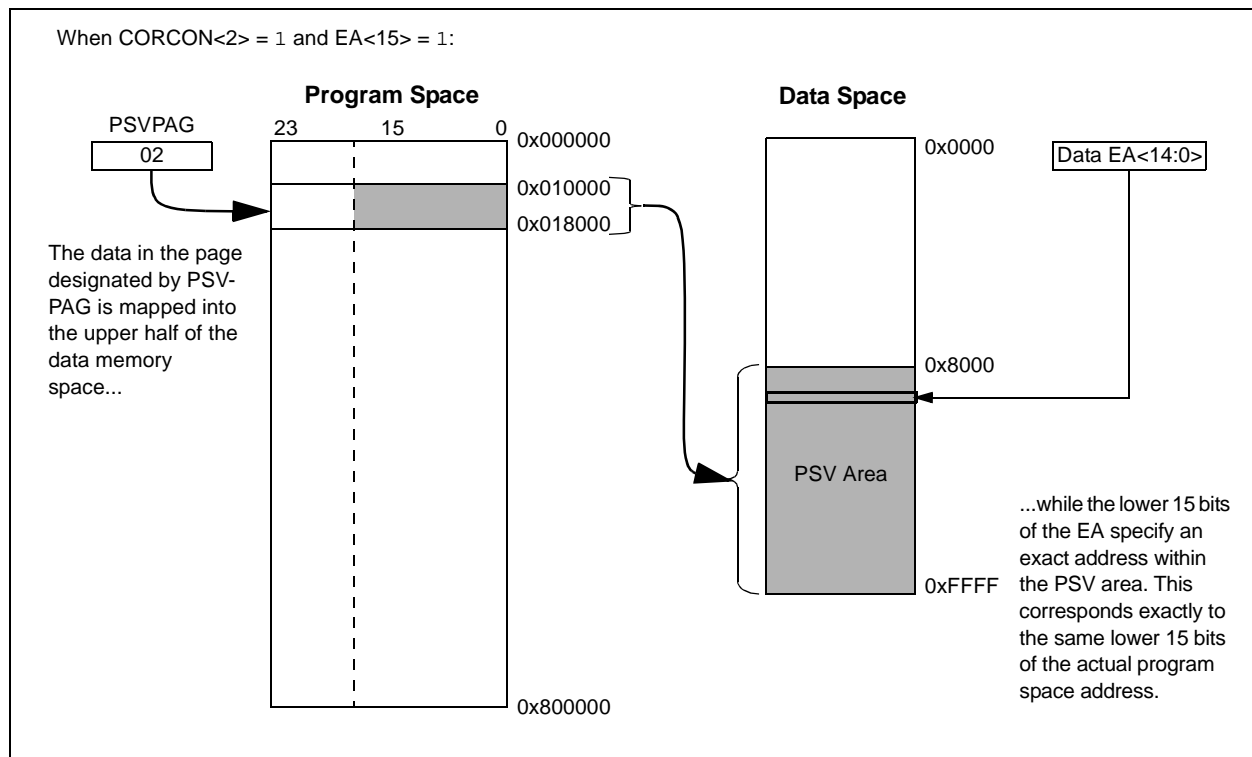 When CORCON<2> = 1 and EA<15> = 1:
Program Space
Data Space
PSVPAG
02
23
15
0
0x000000
0x010000
0x018000
0x800000
The data in the page
designated by PSV-
PAG is mapped into
the upper half of the
data memory
space...
0x0000
0x8000
PSV Area
0xFFFF
Data EA<14:0>
...while the lower 15 bits
of the EA specify an
exact address within
the PSV area. This
corresponds exactly to
the same lower 15 bits
of the actual program
space address.